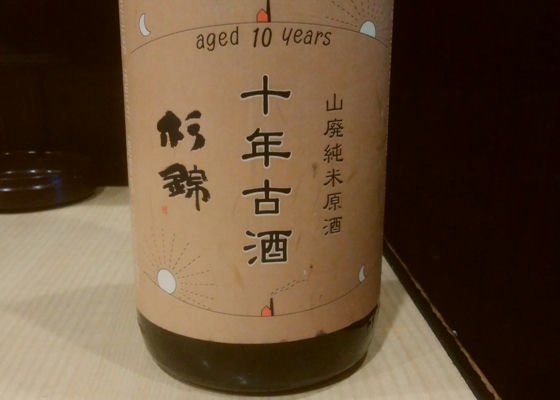 aged 10 years
山廃純米原酒
十年古酒
杉錦